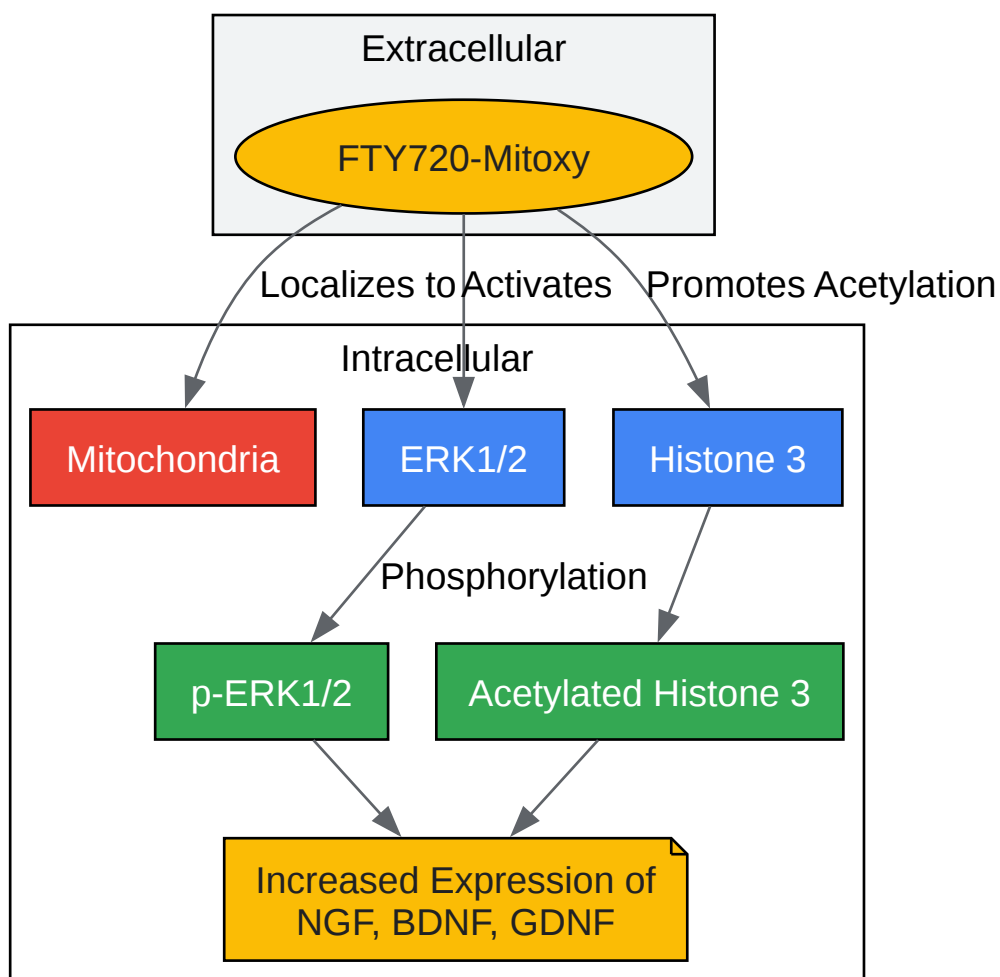 Extracellular
FTY720-Mitoxy
Localizes to
Activates
Promotes Acetylation
Intracellular
Mitochondria
ERK1/2
Histone 3
Phosphorylation
p-ERK1/2
Acetylated Histone 3
Increased Expression of
NGF, BDNF, GDNF